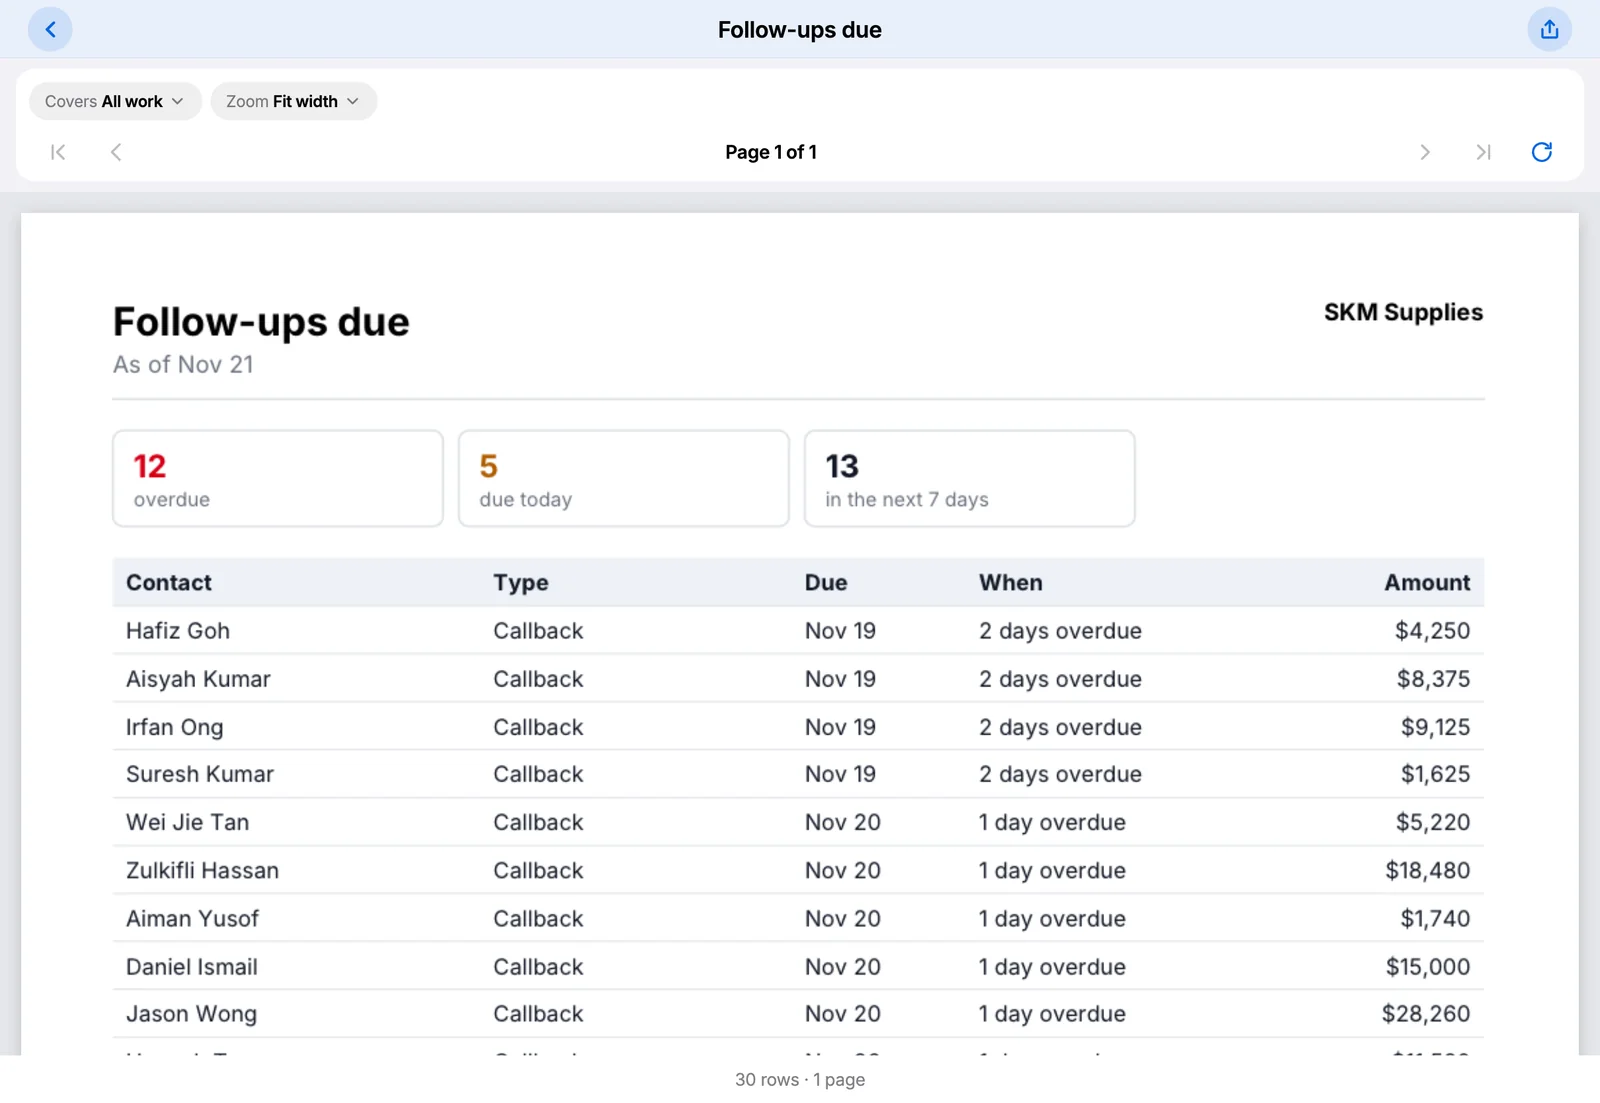 Follow-ups due
Covers All work
Zoom Fit width
Page 1 of 1
Follow-ups due
SKM Supplies
As of Nov 21
12
overdue
5
due today
13
in the next 7 days
Contact Type Due When Amount
Hafiz Goh Callback Nov 19 2 days overdue $4,250
Aisyah Kumar Callback Nov 19 2 days overdue $8,375
Irfan Ong Callback Nov 19 2 days overdue $9,125
Suresh Kumar Callback Nov 19 2 days overdue $1,625
Wei Jie Tan Callback Nov 20 1 day overdue $5,220
Zulkifli Hassan Callback Nov 20 1 day overdue $18,480
Aiman Yusof Callback Nov 20 1 day overdue $1,740
Daniel Ismail Callback Nov 20 1 day overdue $15,000
Jason Wong Callback Nov 20 1 day overdue $28,260
30 rows · 1 page